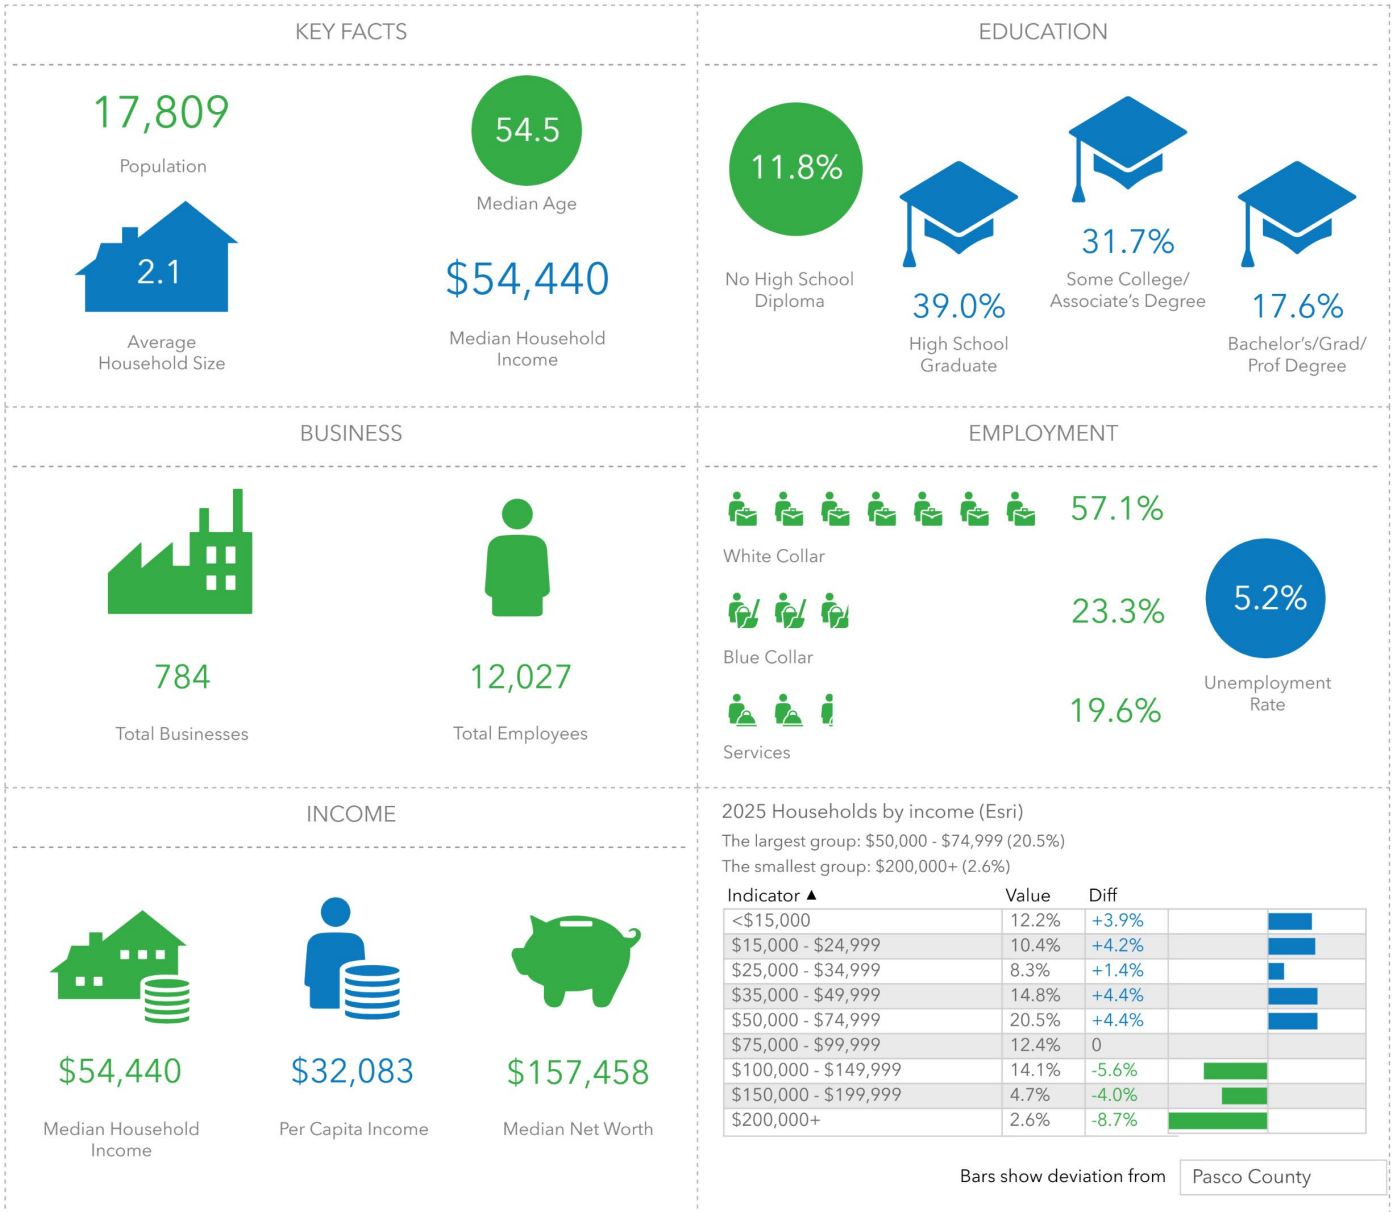 KEY FACTS
17,809
Population
54.5
Median Age
2.1
Average
Household Size
$54,440
Median Household
Income
EDUCATION
11.8%
No High School
Diploma
39.0%
High School
Graduate
31.7%
Some College/
Associate's Degree
17.6%
Bachelor's/Grad/
Prof Degree
BUSINESS
784
Total Businesses
12,027
Total Employees
EMPLOYMENT
57.1%
White Collar
23.3%
Blue Collar
19.6%
Services
5.2%
Unemployment
Rate
INCOME
$54,440
Median Household
Income
$32,083
Per Capita Income
$157,458
Median Net Worth
2025 Households by income (Esri)
The largest group: $50,000 - $74,999 (20.5%)
The smallest group: $200,000+ (2.6%)
Indicator ▲ Value Diff
<$15,000 12.2% +3.9%
$15,000 - $24,999 10.4% +4.2%
$25,000 - $34,999 8.3% +1.4%
$35,000 - $49,999 14.8% +4.4%
$50,000 - $74,999 20.5% +4.4%
$75,000 - $99,999 12.4% 0
$100,000 - $149,999 14.1% -5.6%
$150,000 - $199,999 4.7% -4.0%
$200,000+ 2.6% -8.7%
Bars show deviation from Pasco County